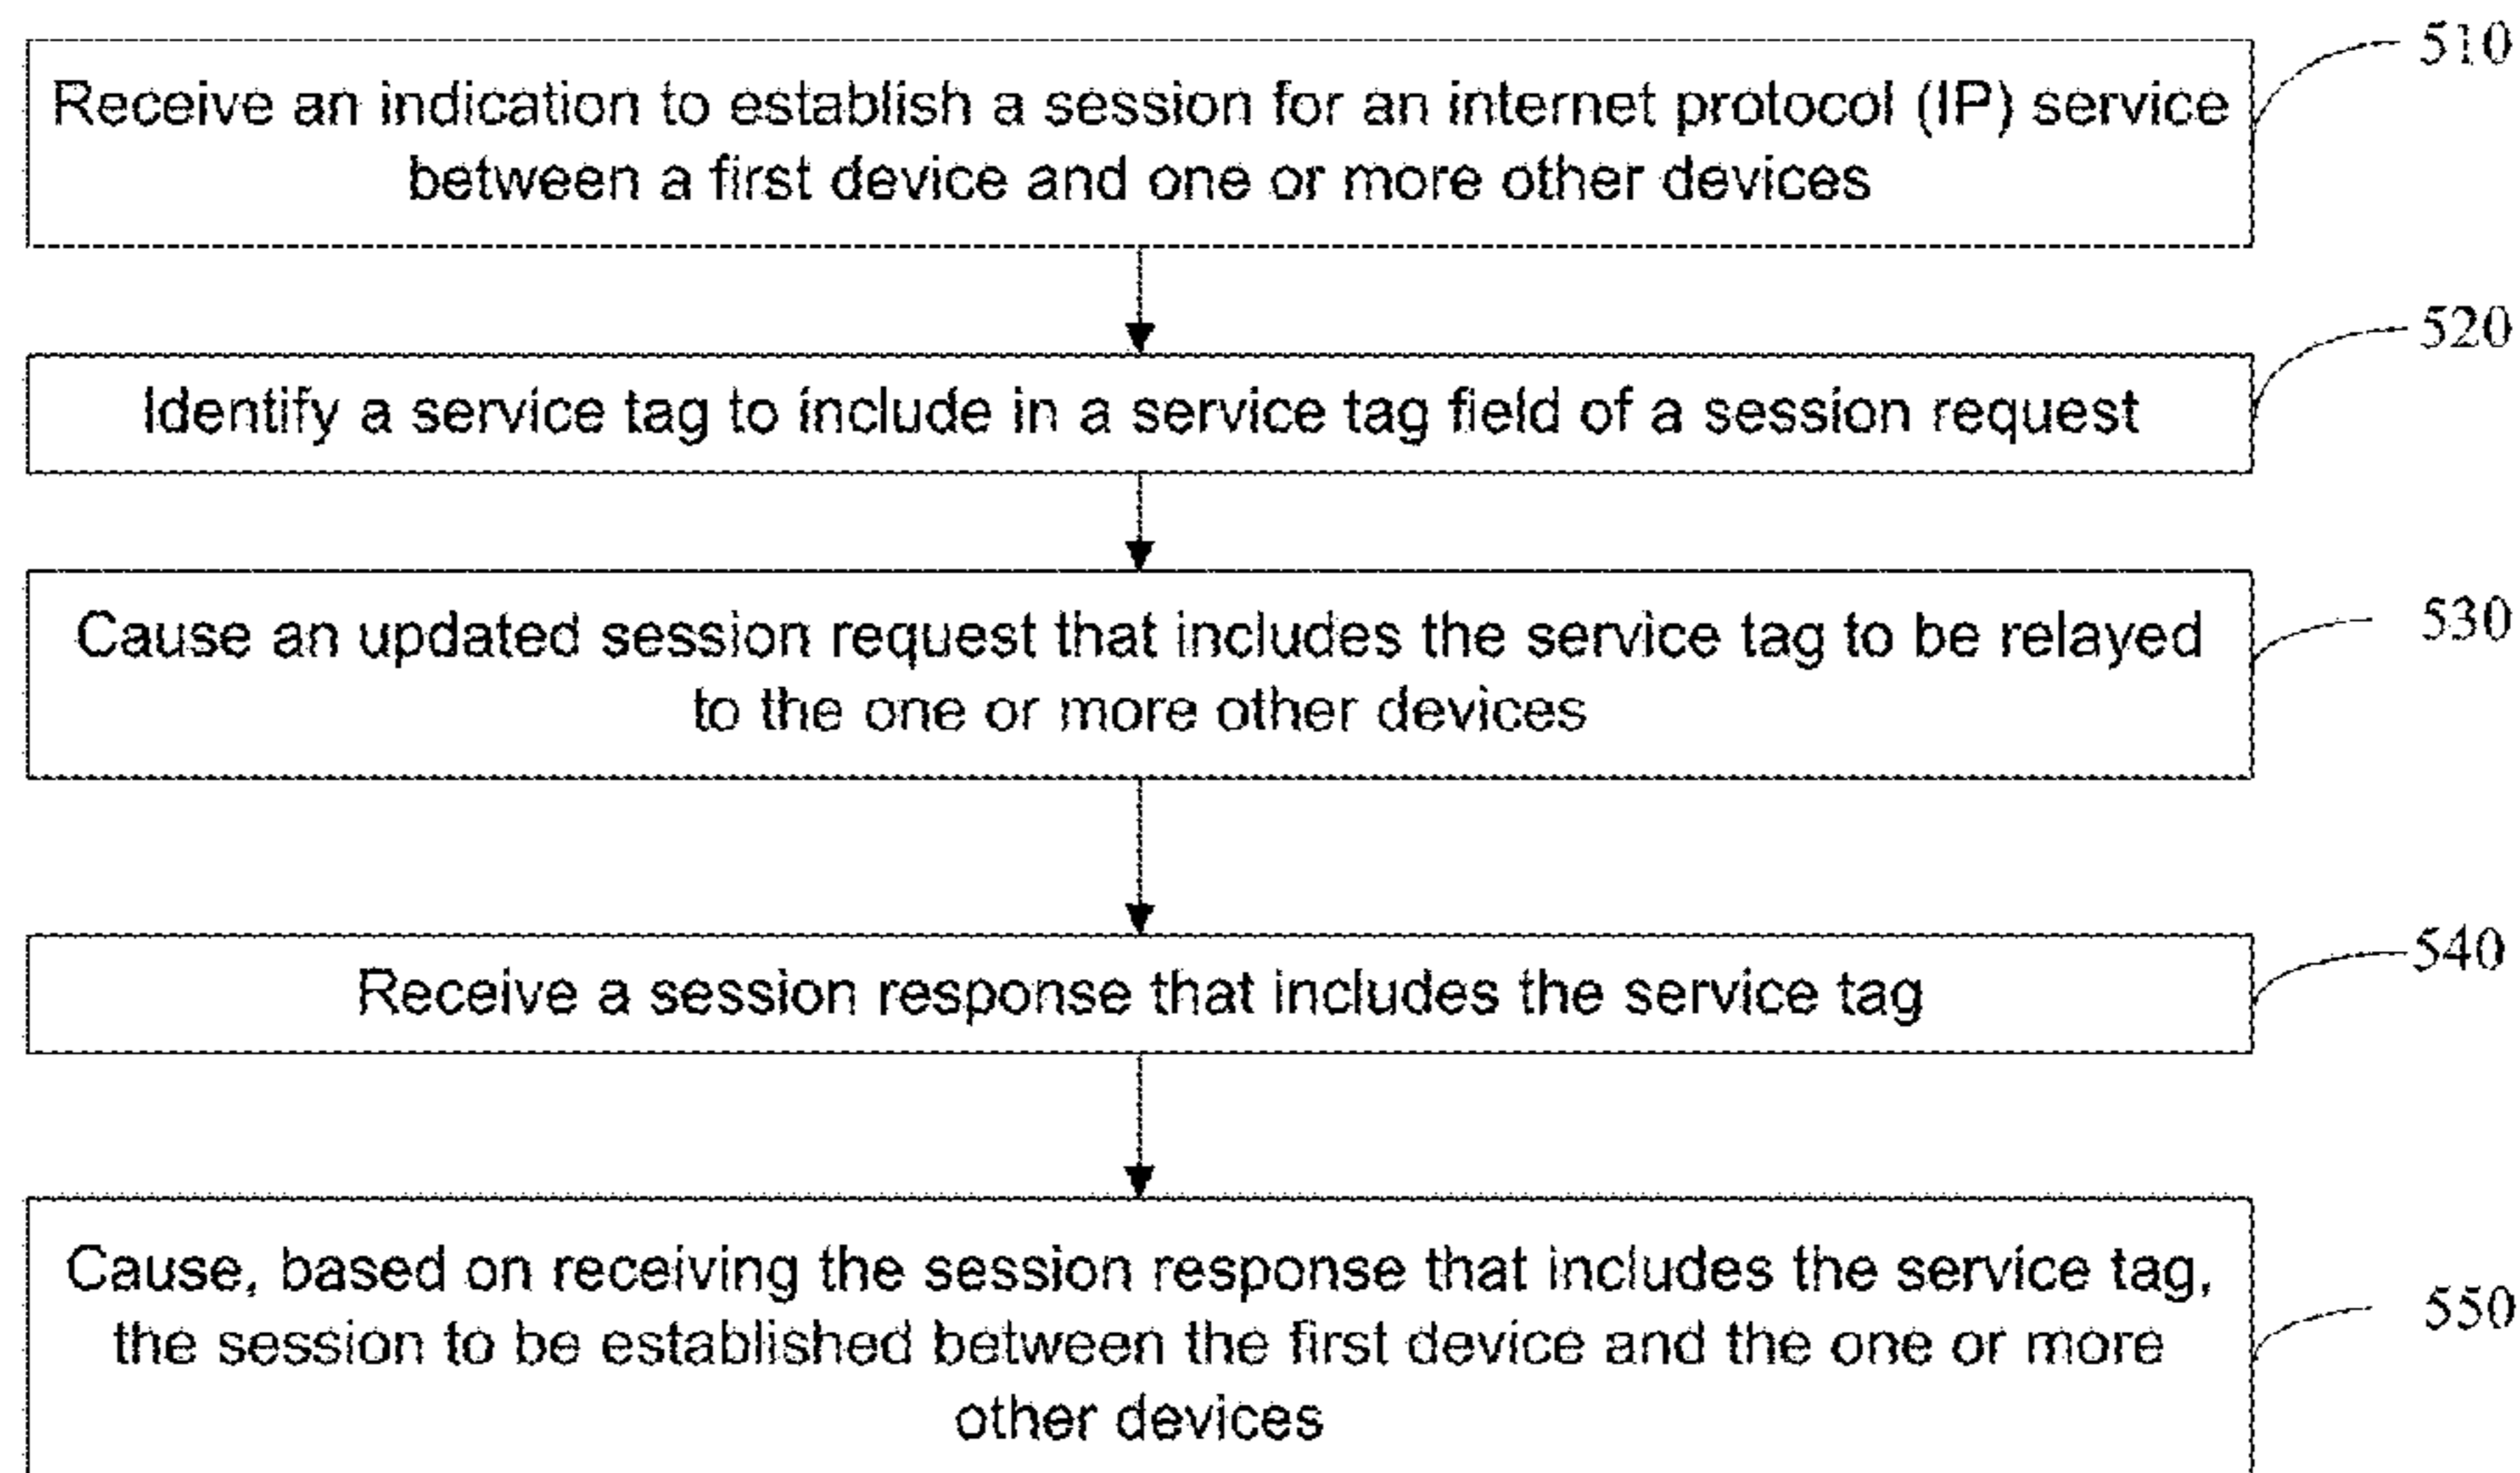 510
Receive an indication to establish a session for an internet protocol (IP) service
between a first device and one or more other devices
520
Identify a service tag to include in a service tag field of a session request
530
Cause an updated session request that includes the service tag to be relayed
to the one or more other devices
540
Receive a session response that includes the service tag
550
Cause, based on receiving the session response that includes the service tag,
the session to be established between the first device and the one or more
other devices